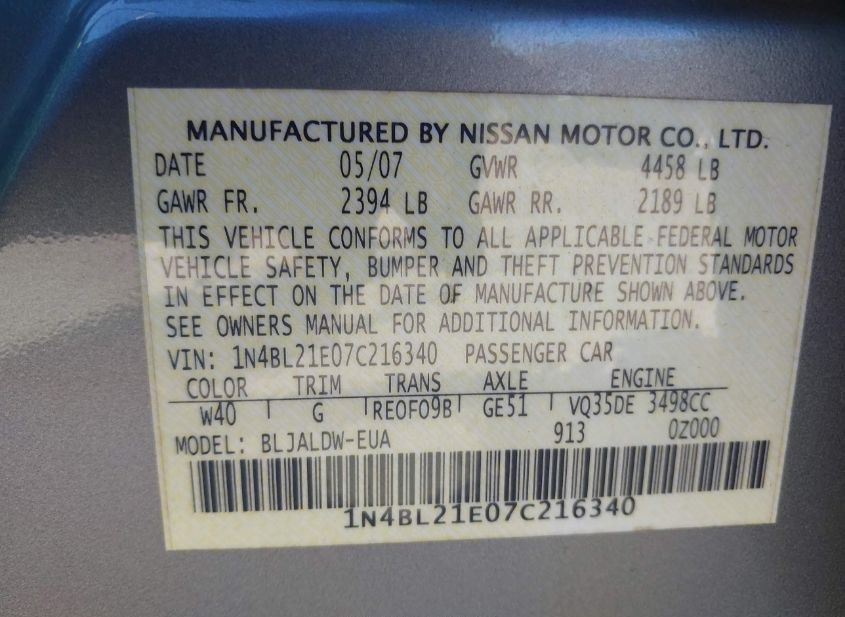 MANUFACTURED BY NISSAN MOTOR CO., LTD.
DATE 05/07 GVWR 4458 LB
GAWR FR. 2394 LB GAWR RR. 2189 LB
THIS VEHICLE CONFORMS TO ALL APPLICABLE FEDERAL MOTOR
VEHICLE SAFETY, BUMPER AND THEFT PREVENTION STANDARDS
IN EFFECT ON THE DATE OF MANUFACTURE SHOWN ABOVE.
SEE OWNERS MANUAL FOR ADDITIONAL INFORMATION.
VIN: 1N4BL21E07C216340 PASSENGER CAR
COLOR TRIM TRANS AXLE ENGINE
W40 G RE0F09B GE51 VQ35DE 3498CC
MODEL: BLJALDW-EUA 913 0Z000
1N4BL21E07C216340